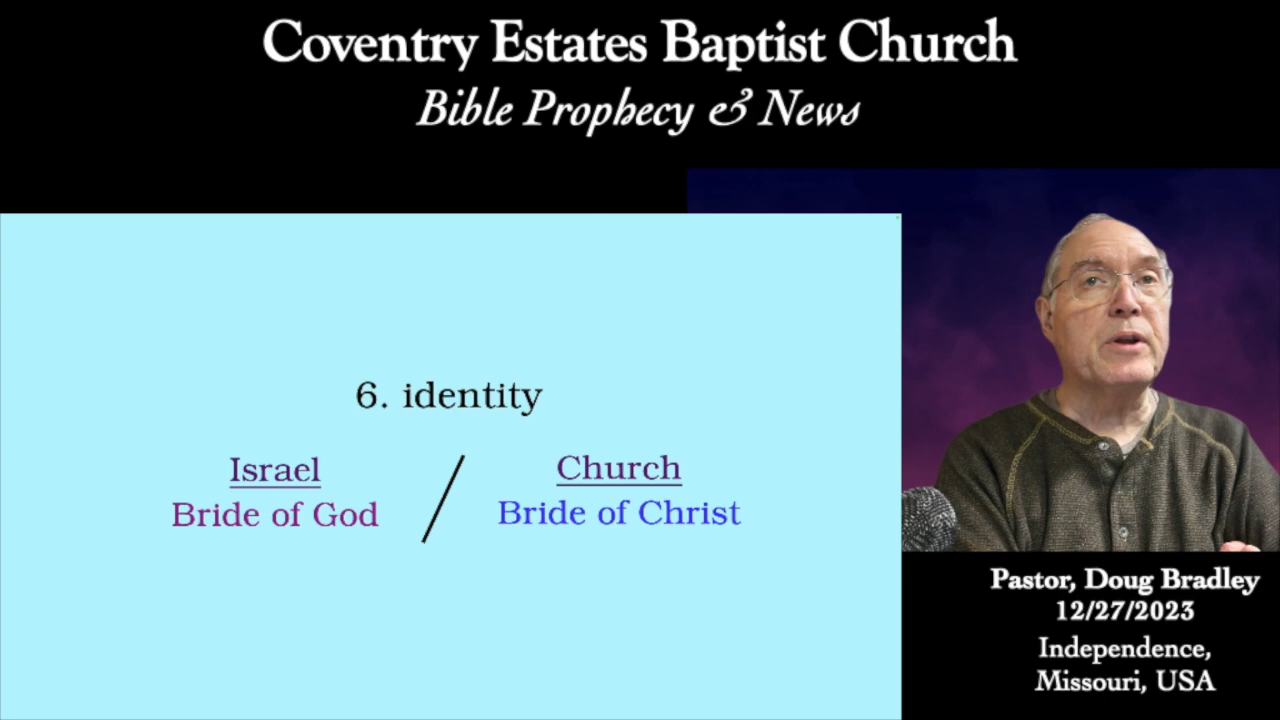 Coventry Estates Baptist Church
Bible Prophecy & News
6. identity
Israel / Church
Bride of God Bride of Christ
Pastor, Doug Bradley
12/27/2023
Independence,
Missouri, USA